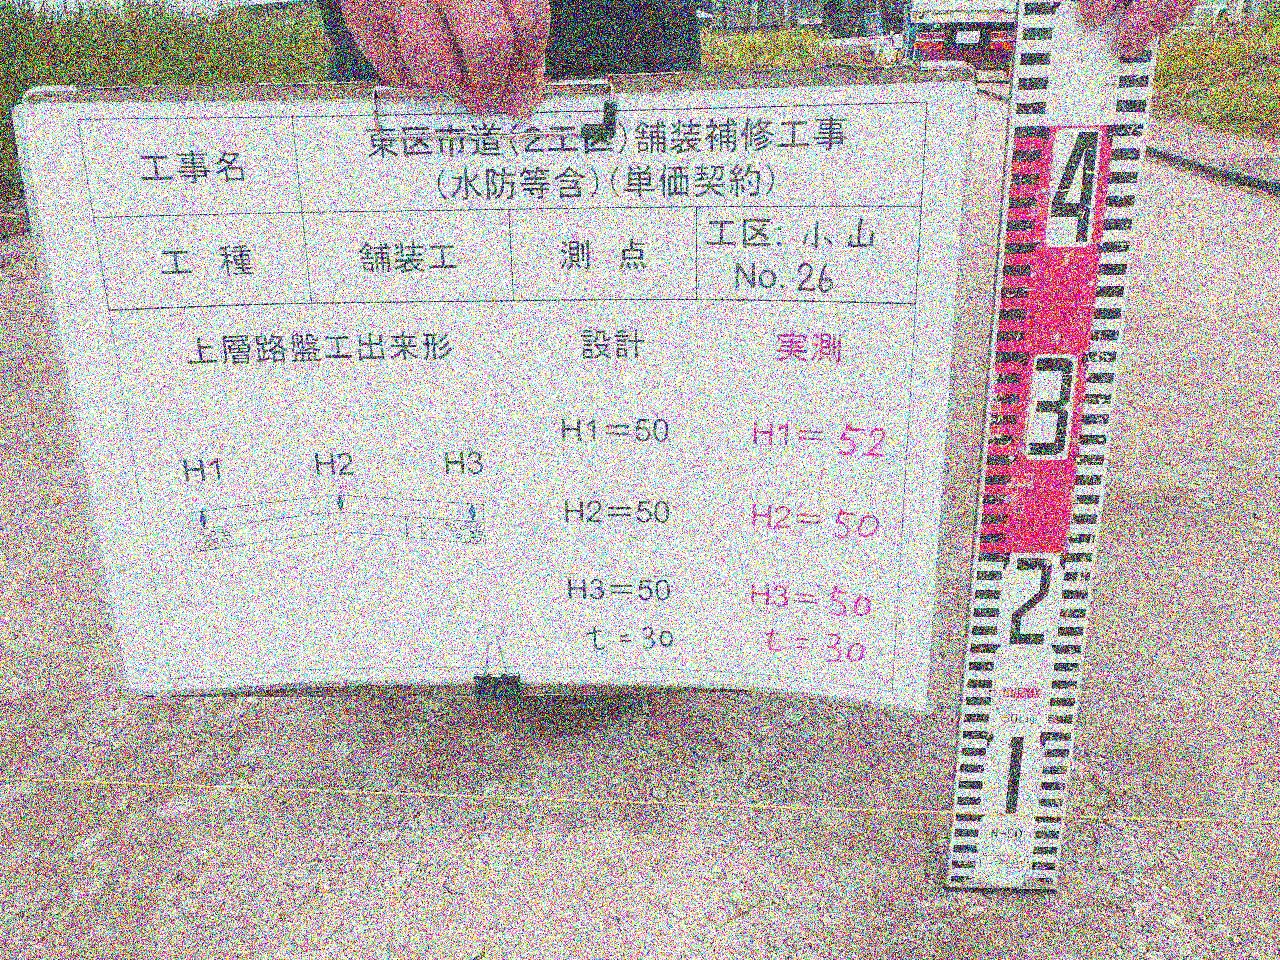 工事名
東区市道(2工区)舗装補修工事
(水防等含)(単価契約)
工種
舗装工
測点
工区: 小山
No. 26
上層路盤工出来形
設計
実測
H1 H2 H3
H1=50
H1=52
H2=50
H2=50
H3=50
H3=50
t=30
t=30
4
3
2
1